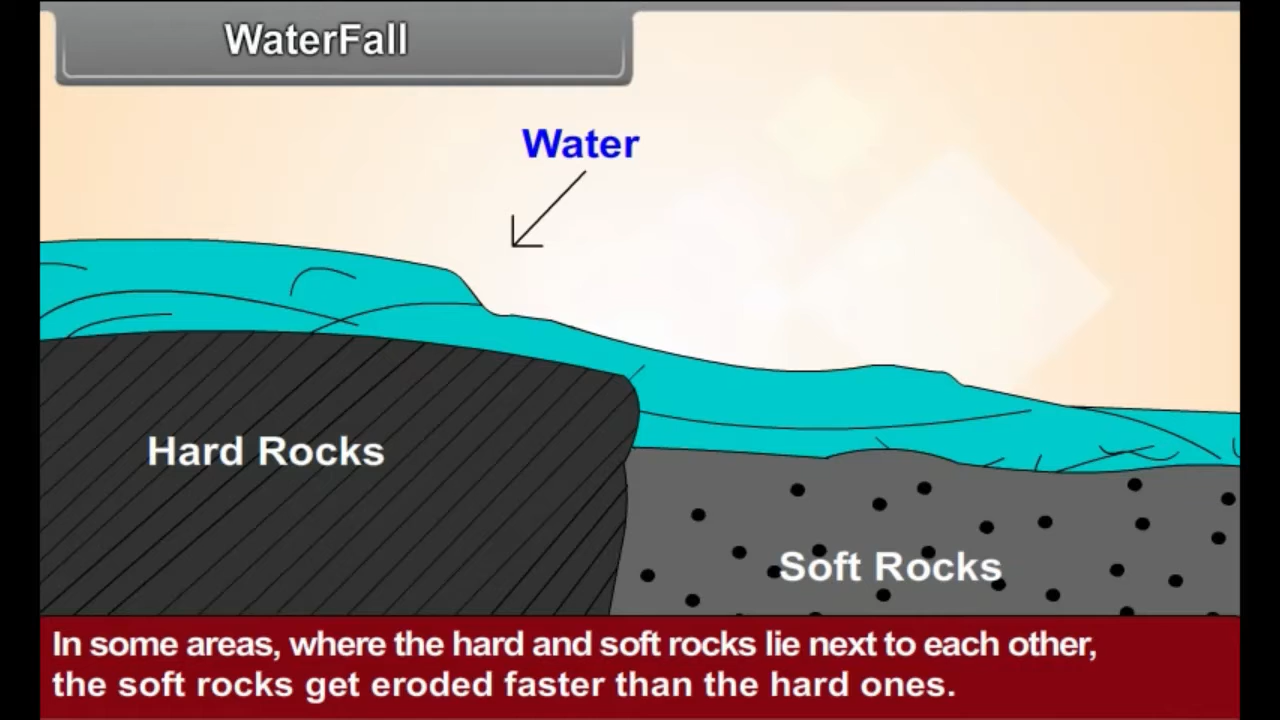 WaterFall
Water
Hard Rocks
Soft Rocks
In some areas, where the hard and soft rocks lie next to each other,
the soft rocks get eroded faster than the hard ones.